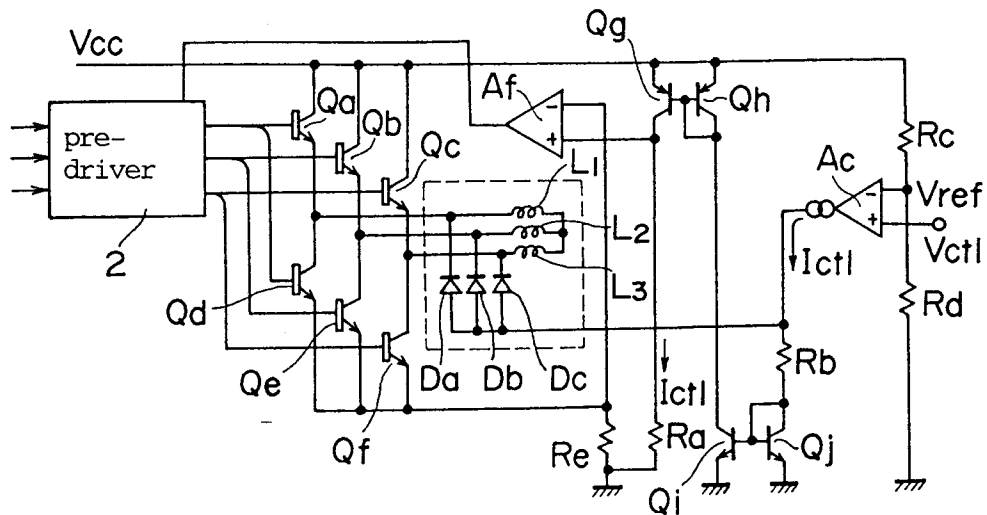 Vcc
Qg
Qa
Qb
Af
Qh
Qc
pre-
driver
L1
Rc
Ac
Vref
Vctl
L2
2
Ictl
L3
Rd
Qd
Qe
Da
Db
Dc
Ictl
Rb
Qf
Re
Ra
Qi
Qj
-
+
-
+